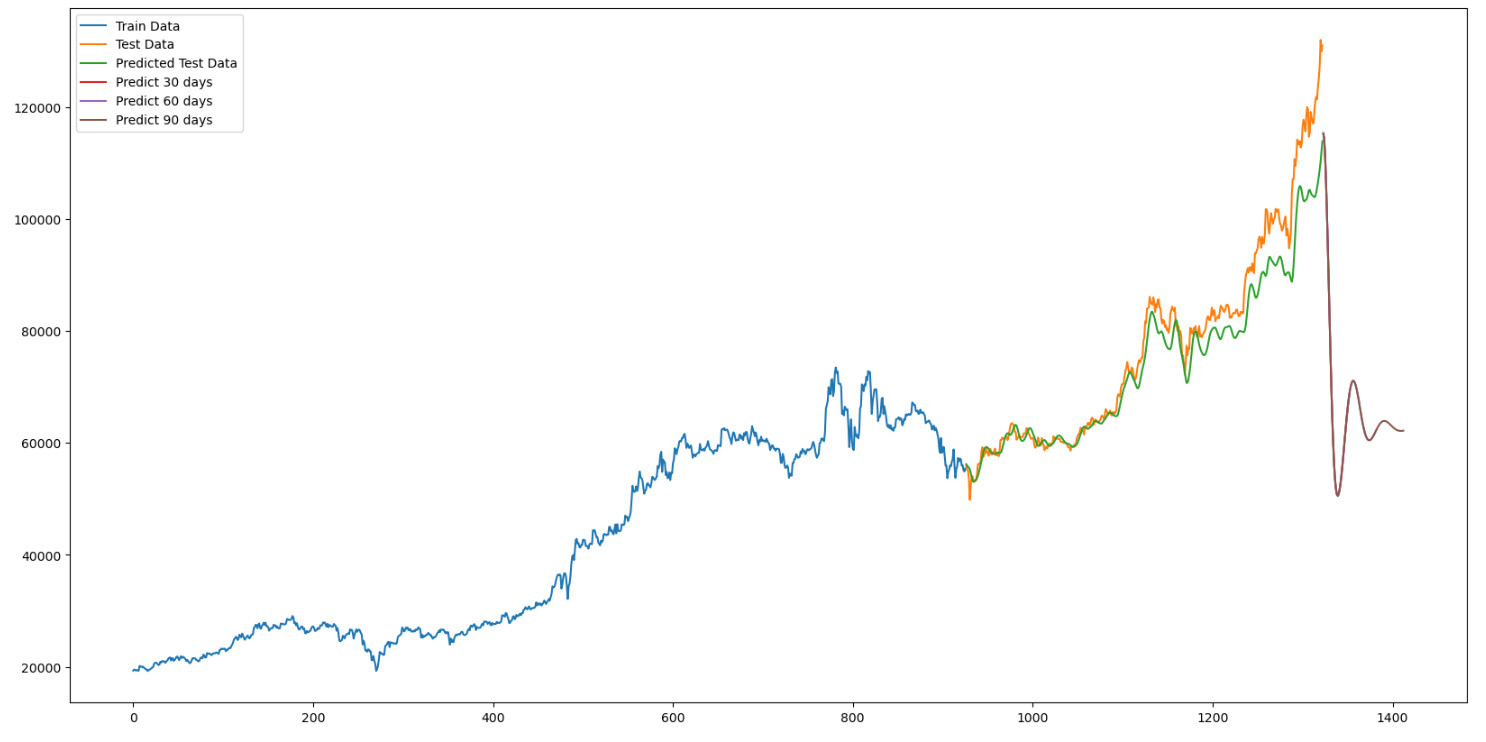 Train Data
Test Data
Predicted Test Data
Predict 30 days
Predict 60 days
Predict 90 days
120000
100000
80000
60000
40000
20000
0 200 400 600 800 1000 1200 1400